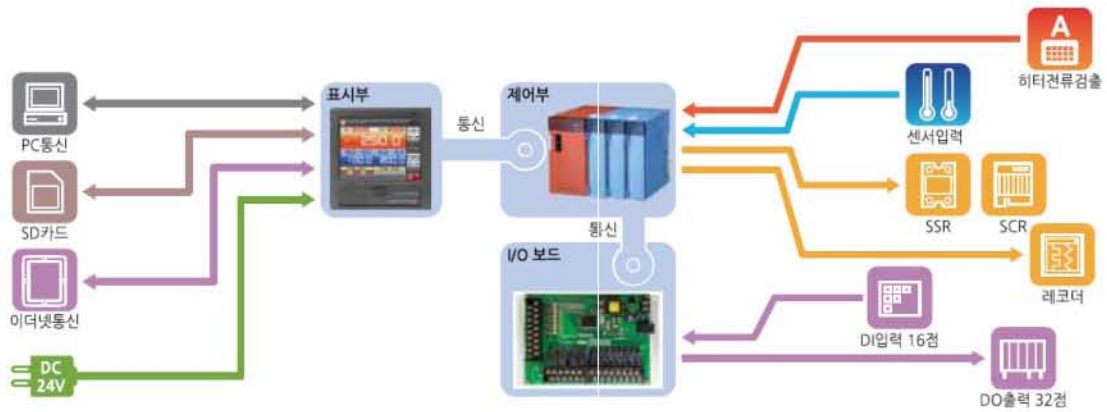 A
히터전류검출
표시부
제어부
PC통신
통신
센서입력
SD카드
SSR
SCR
통신
I/O 보드
레코더
이더넷통신
DI입력 16점
DC
24V
DO출력 32점